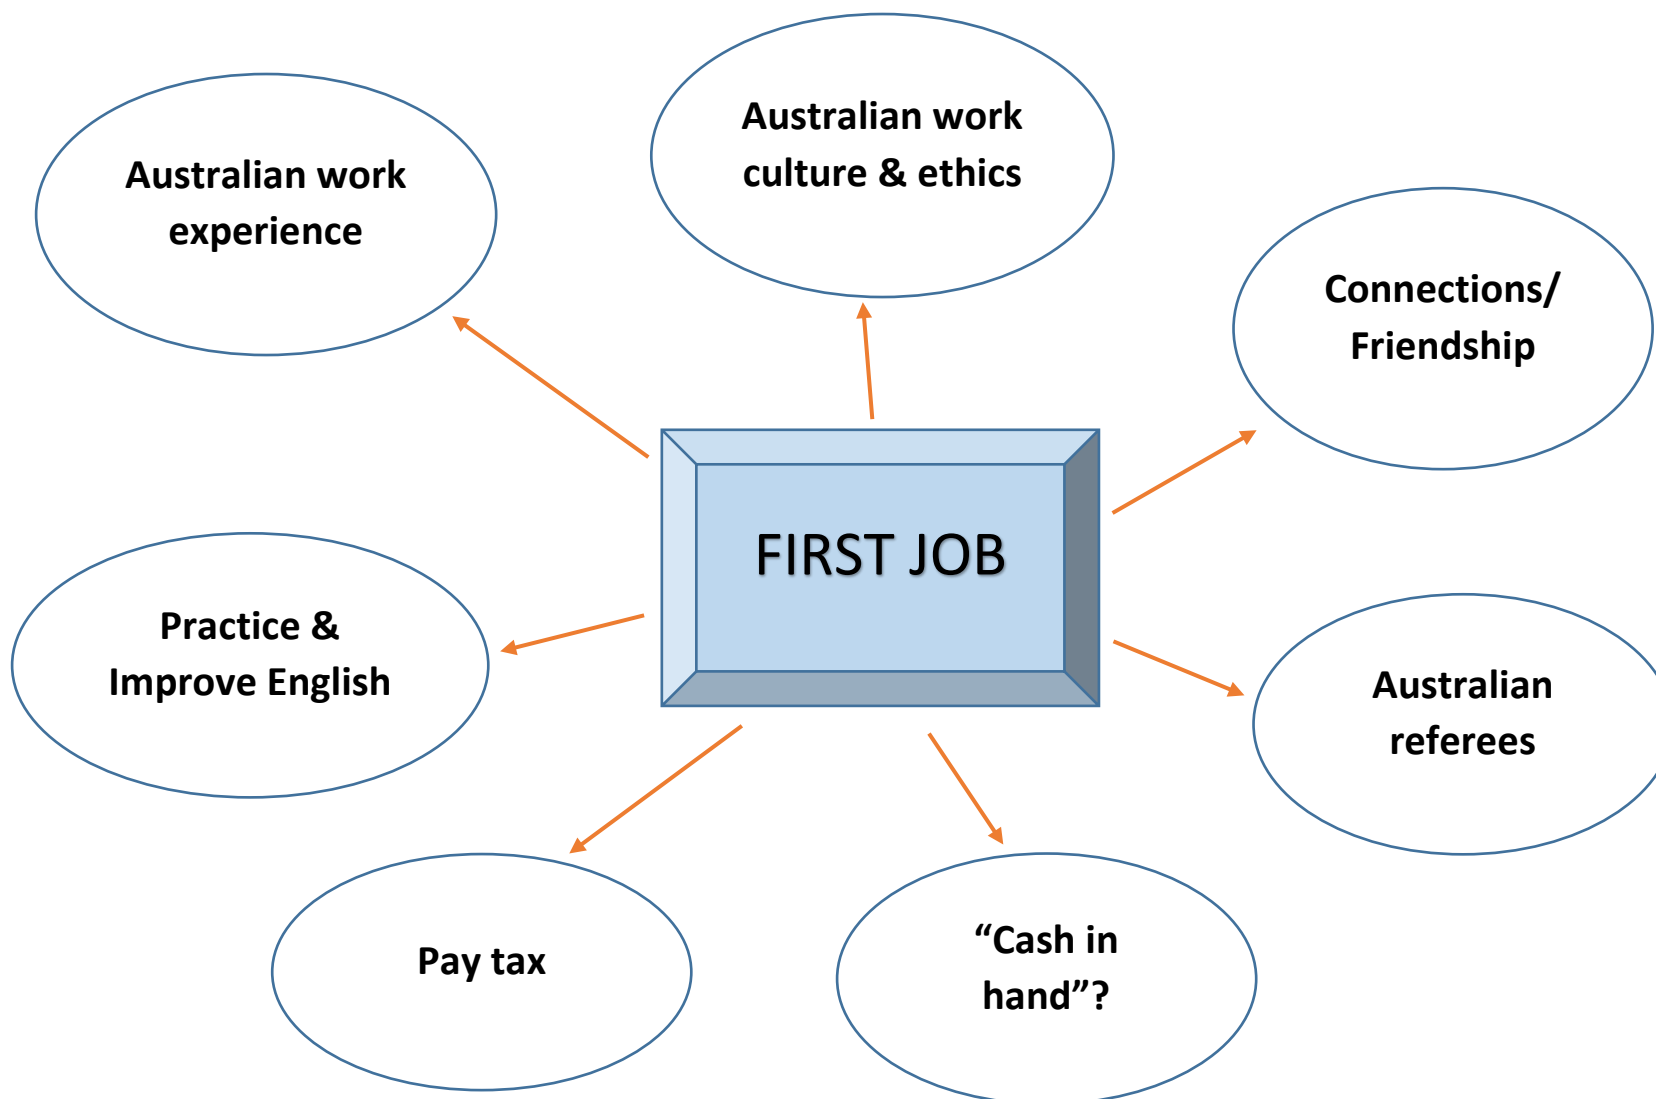 Australian work
culture & ethics
Australian work
experience
Connections/
Friendship
FIRST JOB
Practice &
Improve English
Australian
referees
Pay tax
“Cash in
hand”?